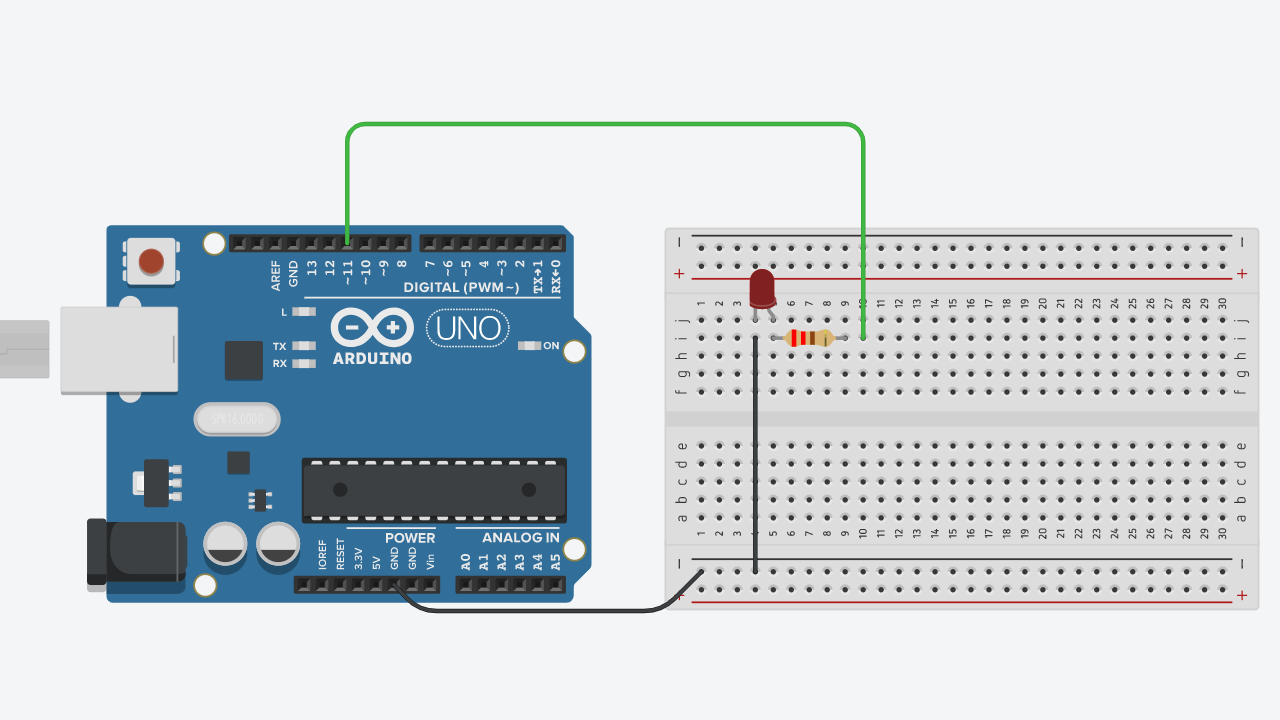 AREF
GND
13
12
~11
~10
~9
8
7
~6
~5
4
~3
2
TX→1
RX←0
DIGITAL (PWM ~)
L
TX
RX
ARDUINO
UNO
ON
SPK16.000G
IOREF
RESET
3.3V
5V
GND
GND
Vin
POWER
ANALOG IN
A0
A1
A2
A3
A4
A5
− −
+ +
1 2 3 6 7 8 9 10 11 12 13 14 15 16 17 18 19 20 21 22 23 24 25 26 27 28 29 30
j j
i i
h h
g g
f f
e e
d d
c c
b b
a a
1 2 3 4 5 6 7 8 9 10 11 12 13 14 15 16 17 18 19 20 21 22 23 24 25 26 27 28 29 30
− −
+ +